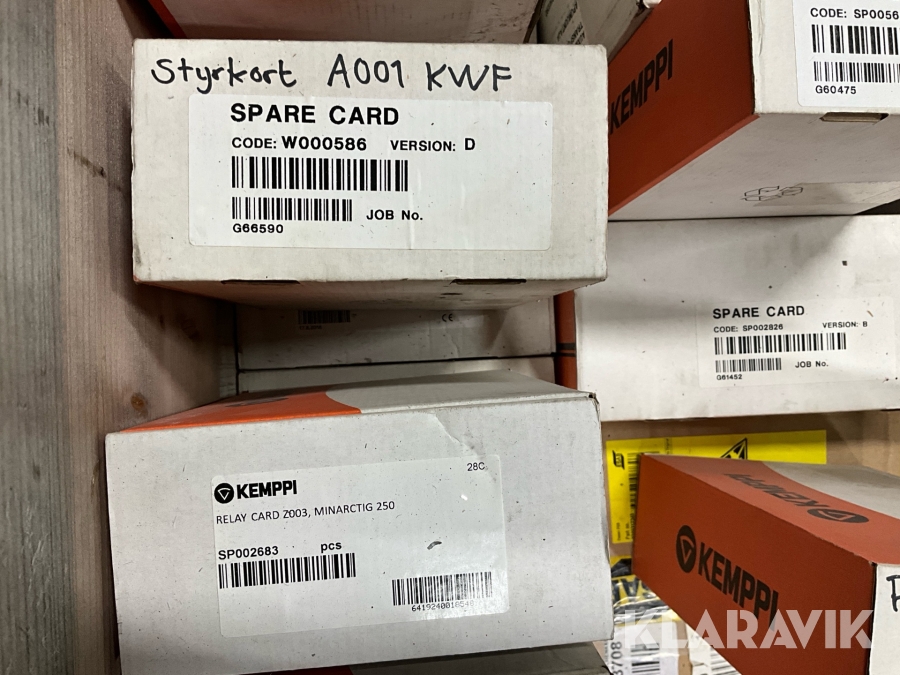 Styrkort A001 KWF
SPARE CARD
CODE: W000586 VERSION: D
JOB No.
G66590
KEMPPI
CODE: SP0056
G60475
SPARE CARD
CODE: SP002826 VERSION: B
JOB No.
G61452
28C
KEMPPI
RELAY CARD Z003, MINARCTIG 250
SP002683 pcs
KEMPPI
KEMPPI
KLARAVIK